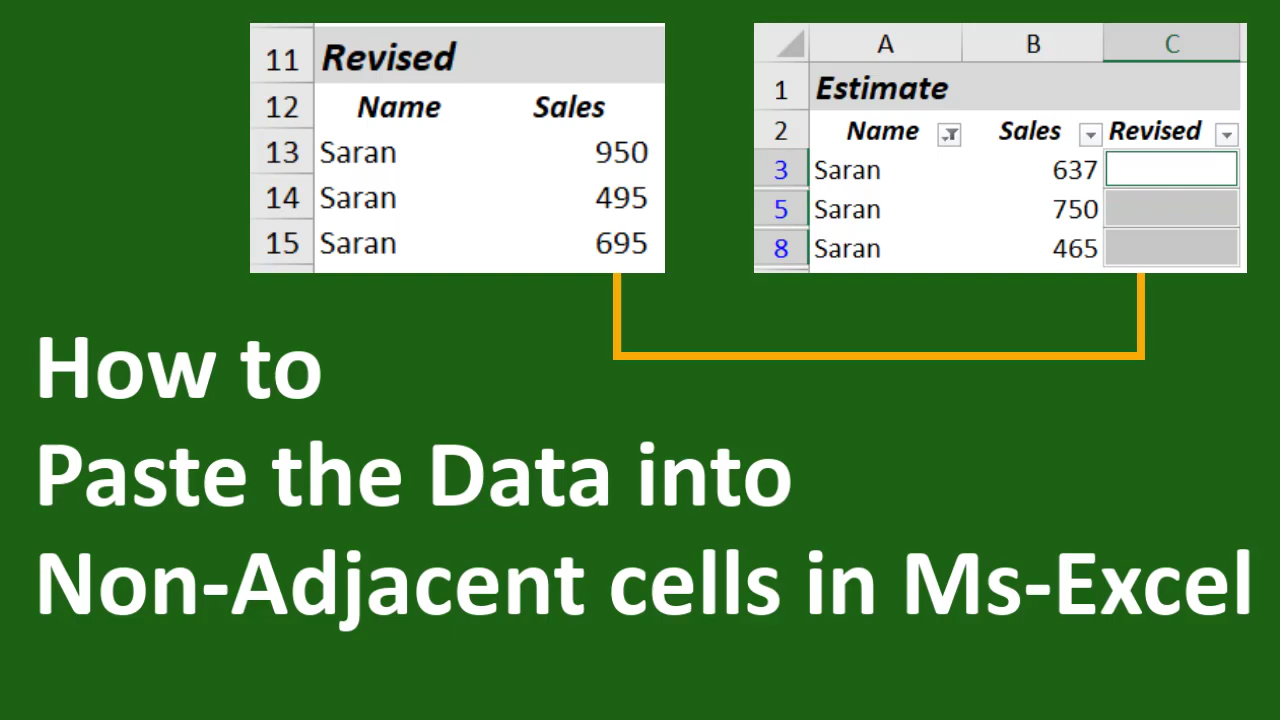 11 Revised
12 Name Sales
13 Saran 950
14 Saran 495
15 Saran 695
A B C
1 Estimate
2 Name Sales Revised
3 Saran 637
5 Saran 750
8 Saran 465
How to
Paste the Data into
Non-Adjacent cells in Ms-Excel